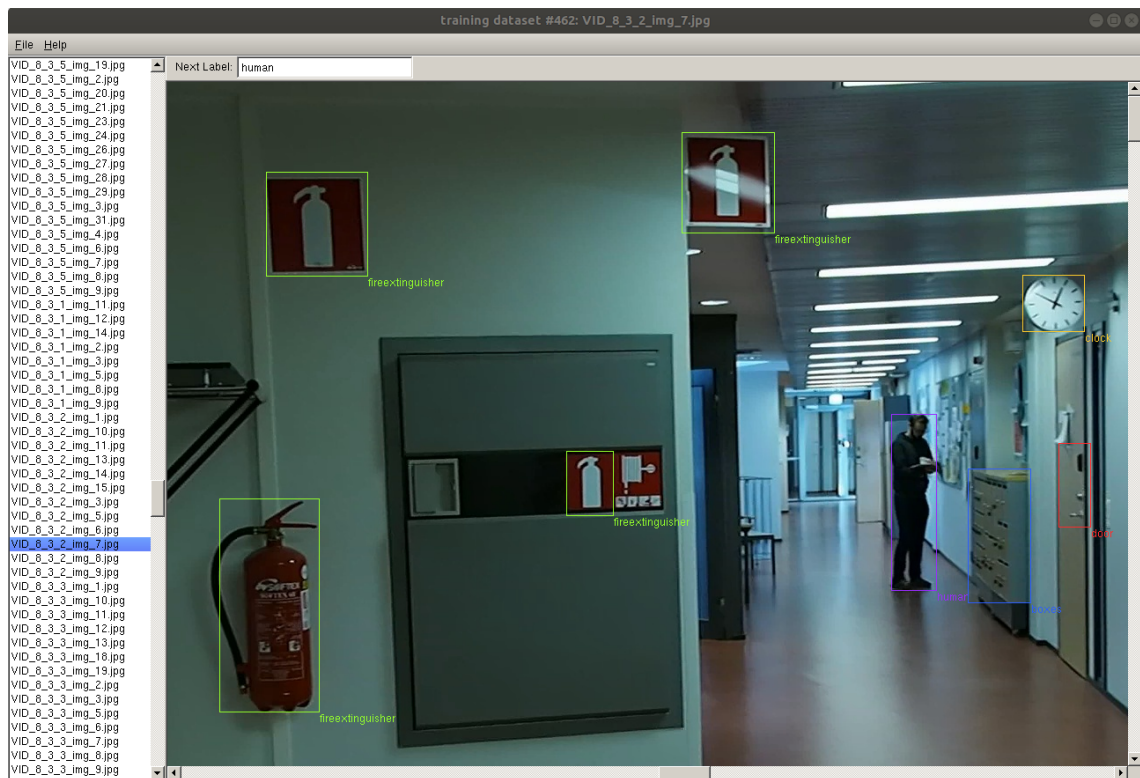 training dataset #462: VID_8_3_2_img_7.jpg
File Help
Next Label: human
VID_8_3_5_img_19.jpg
VID_8_3_5_img_2.jpg
VID_8_3_5_img_20.jpg
VID_8_3_5_img_21.jpg
VID_8_3_5_img_23.jpg
VID_8_3_5_img_24.jpg
VID_8_3_5_img_26.jpg
VID_8_3_5_img_27.jpg
VID_8_3_5_img_28.jpg
VID_8_3_5_img_29.jpg
VID_8_3_5_img_3.jpg
VID_8_3_5_img_31.jpg
VID_8_3_5_img_4.jpg
VID_8_3_5_img_6.jpg
VID_8_3_5_img_7.jpg
VID_8_3_5_img_8.jpg
VID_8_3_5_img_9.jpg
VID_8_3_1_img_11.jpg
VID_8_3_1_img_12.jpg
VID_8_3_1_img_14.jpg
VID_8_3_1_img_2.jpg
VID_8_3_1_img_3.jpg
VID_8_3_1_img_5.jpg
VID_8_3_1_img_8.jpg
VID_8_3_1_img_9.jpg
VID_8_3_2_img_1.jpg
VID_8_3_2_img_10.jpg
VID_8_3_2_img_11.jpg
VID_8_3_2_img_13.jpg
VID_8_3_2_img_14.jpg
VID_8_3_2_img_15.jpg
VID_8_3_2_img_3.jpg
VID_8_3_2_img_5.jpg
VID_8_3_2_img_6.jpg
VID_8_3_2_img_7.jpg
VID_8_3_2_img_8.jpg
VID_8_3_2_img_9.jpg
VID_8_3_3_img_1.jpg
VID_8_3_3_img_10.jpg
VID_8_3_3_img_11.jpg
VID_8_3_3_img_12.jpg
VID_8_3_3_img_13.jpg
VID_8_3_3_img_18.jpg
VID_8_3_3_img_19.jpg
VID_8_3_3_img_2.jpg
VID_8_3_3_img_3.jpg
VID_8_3_3_img_5.jpg
VID_8_3_3_img_6.jpg
VID_8_3_3_img_7.jpg
VID_8_3_3_img_8.jpg
VID_8_3_3_img_9.jpg
fireextinguisher
fireextinguisher
clock
fireextinguisher
door
human
boxes
fireextinguisher